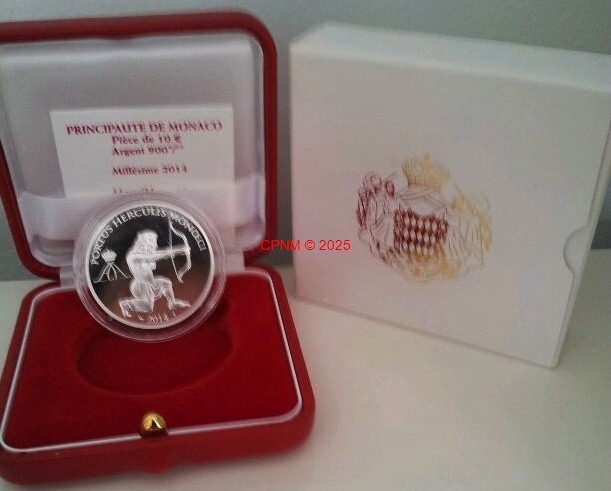 PRINCIPAUTE DE MONACO
Pièce de 10 €
Argent 900°/°°
Millésime 2014
PORTUS HERCULIS MONOECI
2014
CPNM © 2025